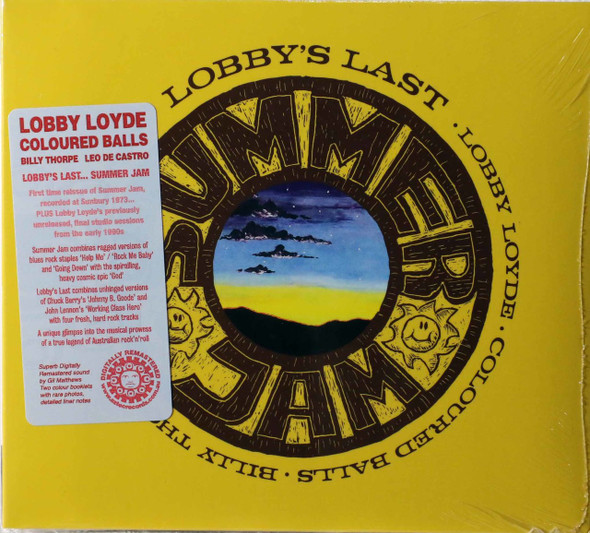 LOBBY'S LAST · LOBBY LOYDE · COLOURED BALLS · BILLY TH
SUMMER
JAM
LOBBY LOYDE
COLOURED BALLS
BILLY THORPE LEO DE CASTRO
LOBBY'S LAST... SUMMER JAM
First time reissue of Summer Jam,
recorded at Sunbury 1973...
PLUS Lobby Loyde's previously
unreleased, final studio sessions
from the early 1990s
Summer Jam combines ragged versions of
blues rock staples 'Help Me' / 'Rock Me Baby'
and 'Going Down' with the spiralling,
heavy cosmic epic 'God'
Lobby's Last combines unhinged versions
of Chuck Berry's 'Johnny B. Goode' and
John Lennon's 'Working Glass Hero'
with four fresh, hard rock tracks
A unique glimpse into the musical prowess
of a true legend of Australian rock'n'roll
Superb Digitally
Remastered sound
by Gil Matthews
Two colour booklets
with rare photos,
detailed liner notes
DIGITALLY REMASTERED